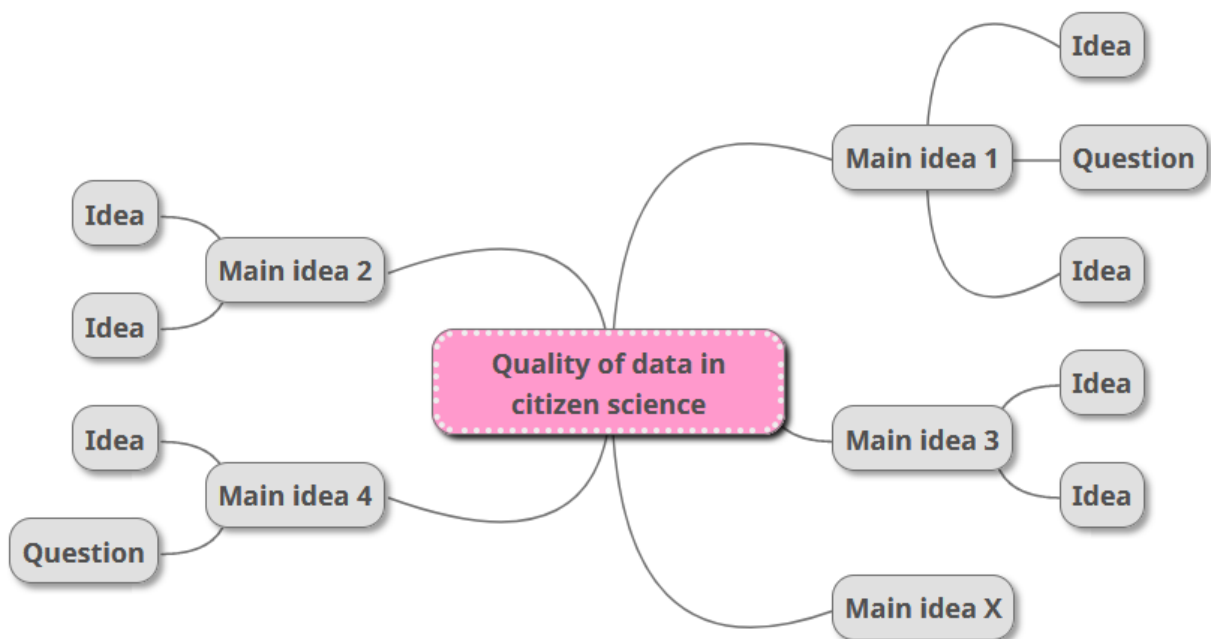 Quality of data in
citizen science
Main idea 1
Idea
Question
Idea
Main idea 2
Idea
Idea
Main idea 3
Idea
Idea
Main idea 4
Idea
Question
Main idea X